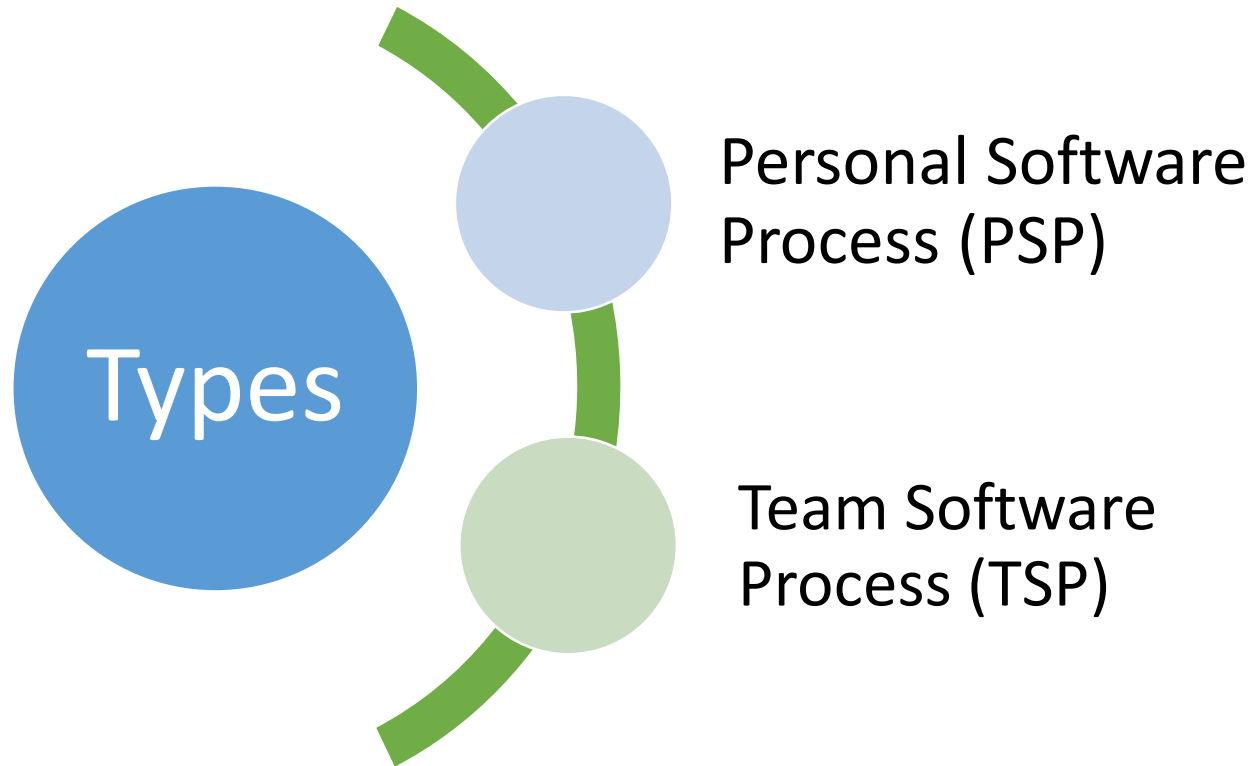 Types
Personal Software
Process (PSP)
Team Software
Process (TSP)